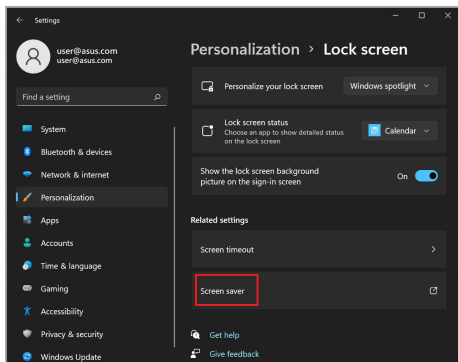 Settings
user@asus.com
user@asus.com
Find a setting
System
Bluetooth & devices
Network & internet
Personalization
Apps
Accounts
Time & language
Gaming
Accessibility
Privacy & security
Windows Update
Personalization > Lock screen
Personalize your lock screen
Windows spotlight
Lock screen status
Choose an app to show detailed status
on the lock screen
Calendar
Show the lock screen background
picture on the sign-in screen
On
Related settings
Screen timeout
Screen saver
Get help
Give feedback